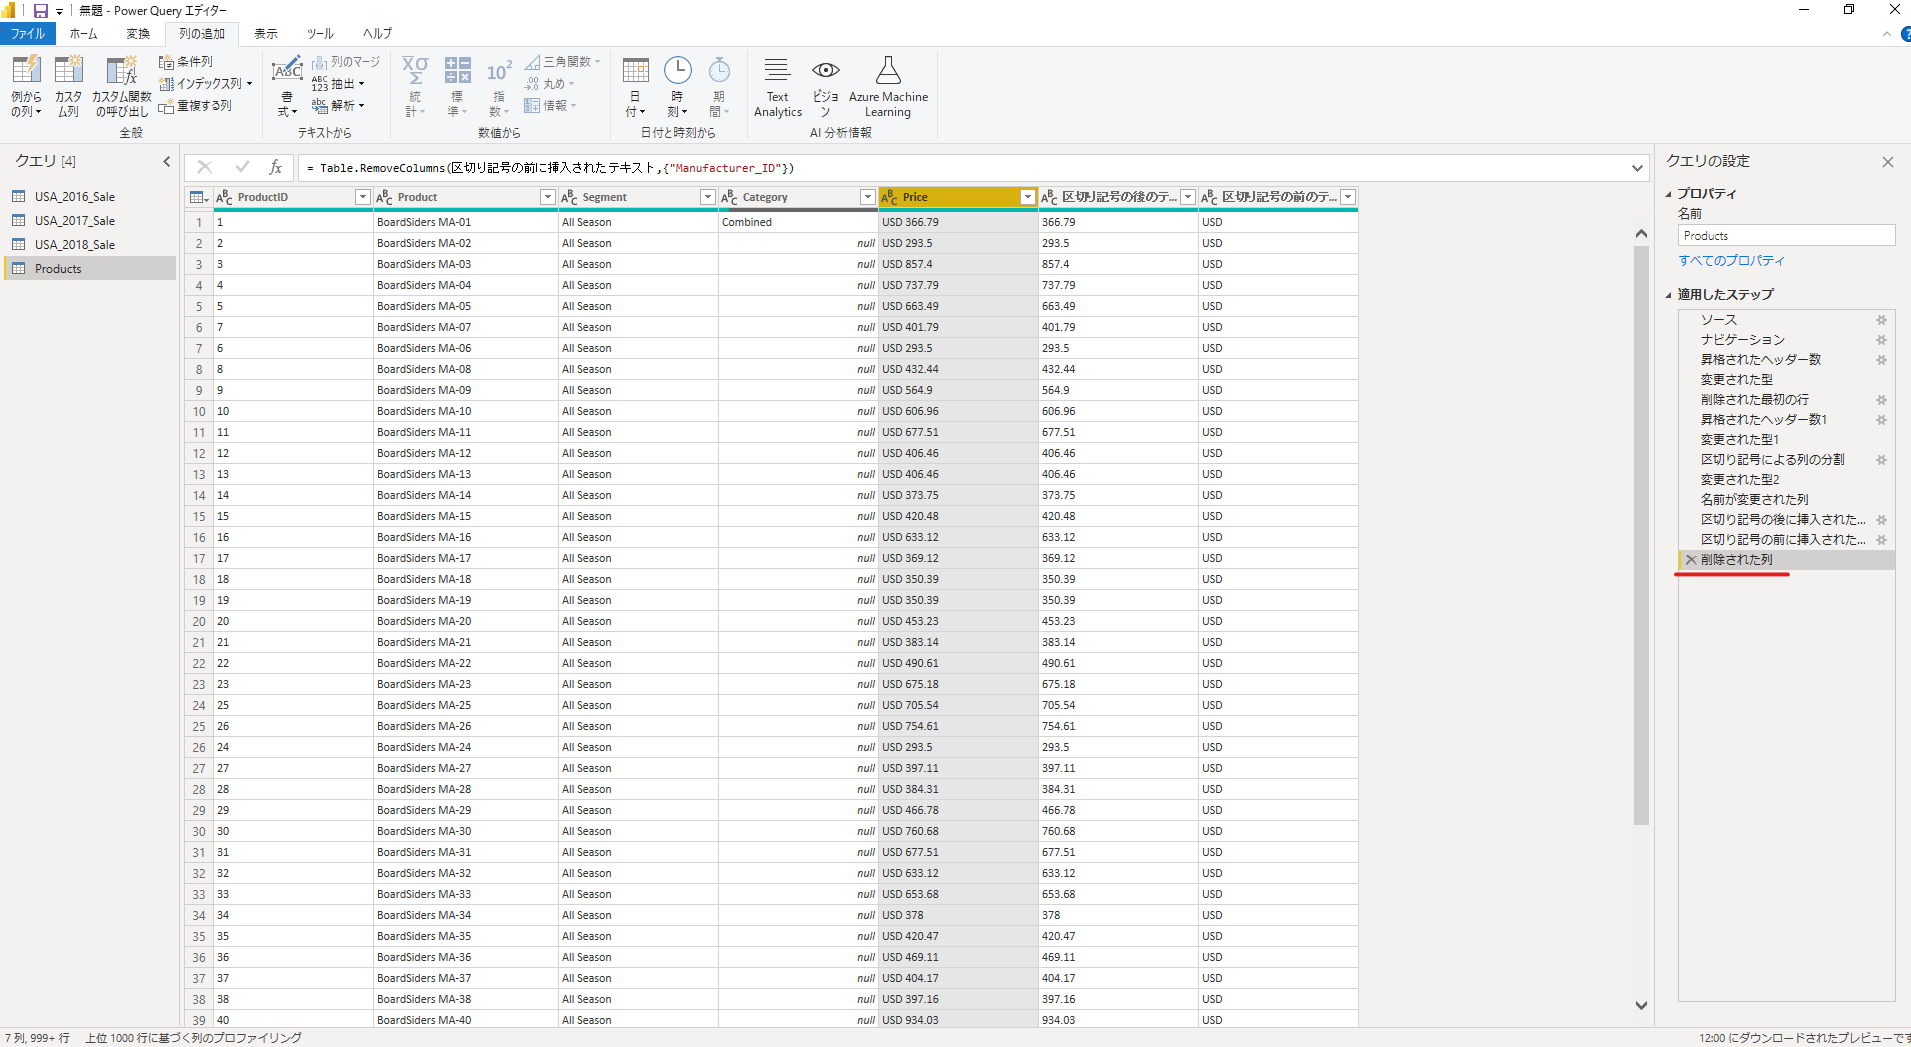 無題 - Power Query エディター
ファイル ホーム 変換 列の追加 表示 ツール ヘルプ
例からの列
カスタム列
カスタム関数の呼び出し
条件列
インデックス列
重複する列
全般
書式
列のマージ
ABC 123 抽出
abc 解析
テキストから
統計
標準
10² 指数
三角関数
.00 丸め
情報
数値から
日付
時刻
期間
日付と時刻から
Text Analytics
ビジョン
Azure Machine Learning
AI 分析情報
クエリ [4]
USA_2016_Sale
USA_2017_Sale
USA_2018_Sale
Products
fx = Table.RemoveColumns(区切り記号の前に挿入されたテキスト,{"Manufacturer_ID"})
ProductID Product Segment Category Price 区切り記号の後のテ... 区切り記号の前のテ...
1 1 BoardSiders MA-01 All Season Combined USD 366.79 366.79 USD
2 2 BoardSiders MA-02 All Season null USD 293.5 293.5 USD
3 3 BoardSiders MA-03 All Season null USD 857.4 857.4 USD
4 4 BoardSiders MA-04 All Season null USD 737.79 737.79 USD
5 5 BoardSiders MA-05 All Season null USD 663.49 663.49 USD
6 7 BoardSiders MA-07 All Season null USD 401.79 401.79 USD
7 6 BoardSiders MA-06 All Season null USD 293.5 293.5 USD
8 8 BoardSiders MA-08 All Season null USD 432.44 432.44 USD
9 9 BoardSiders MA-09 All Season null USD 564.9 564.9 USD
10 10 BoardSiders MA-10 All Season null USD 606.96 606.96 USD
11 11 BoardSiders MA-11 All Season null USD 677.51 677.51 USD
12 12 BoardSiders MA-12 All Season null USD 406.46 406.46 USD
13 13 BoardSiders MA-13 All Season null USD 406.46 406.46 USD
14 14 BoardSiders MA-14 All Season null USD 373.75 373.75 USD
15 15 BoardSiders MA-15 All Season null USD 420.48 420.48 USD
16 16 BoardSiders MA-16 All Season null USD 633.12 633.12 USD
17 17 BoardSiders MA-17 All Season null USD 369.12 369.12 USD
18 18 BoardSiders MA-18 All Season null USD 350.39 350.39 USD
19 19 BoardSiders MA-19 All Season null USD 350.39 350.39 USD
20 20 BoardSiders MA-20 All Season null USD 453.23 453.23 USD
21 21 BoardSiders MA-21 All Season null USD 383.14 383.14 USD
22 22 BoardSiders MA-22 All Season null USD 490.61 490.61 USD
23 23 BoardSiders MA-23 All Season null USD 675.18 675.18 USD
24 25 BoardSiders MA-25 All Season null USD 705.54 705.54 USD
25 26 BoardSiders MA-26 All Season null USD 754.61 754.61 USD
26 24 BoardSiders MA-24 All Season null USD 293.5 293.5 USD
27 27 BoardSiders MA-27 All Season null USD 397.11 397.11 USD
28 28 BoardSiders MA-28 All Season null USD 384.31 384.31 USD
29 29 BoardSiders MA-29 All Season null USD 466.78 466.78 USD
30 30 BoardSiders MA-30 All Season null USD 760.68 760.68 USD
31 31 BoardSiders MA-31 All Season null USD 677.51 677.51 USD
32 32 BoardSiders MA-32 All Season null USD 633.12 633.12 USD
33 33 BoardSiders MA-33 All Season null USD 653.68 653.68 USD
34 34 BoardSiders MA-34 All Season null USD 378 378 USD
35 35 BoardSiders MA-35 All Season null USD 420.47 420.47 USD
36 36 BoardSiders MA-36 All Season null USD 469.11 469.11 USD
37 37 BoardSiders MA-37 All Season null USD 404.17 404.17 USD
38 38 BoardSiders MA-38 All Season null USD 397.16 397.16 USD
39 40 BoardSiders MA-40 All Season null USD 934.03 934.03 USD
クエリの設定
プロパティ
名前
Products
すべてのプロパティ
適用したステップ
ソース
ナビゲーション
昇格されたヘッダー数
変更された型
削除された最初の行
昇格されたヘッダー数1
変更された型1
区切り記号による列の分割
変更された型2
名前が変更された列
区切り記号の後に挿入された...
区切り記号の前に挿入された...
削除された列
7 列, 999+ 行 上位 1000 行に基づく列のプロファイリング
12:00 にダウンロードされたプレビューです